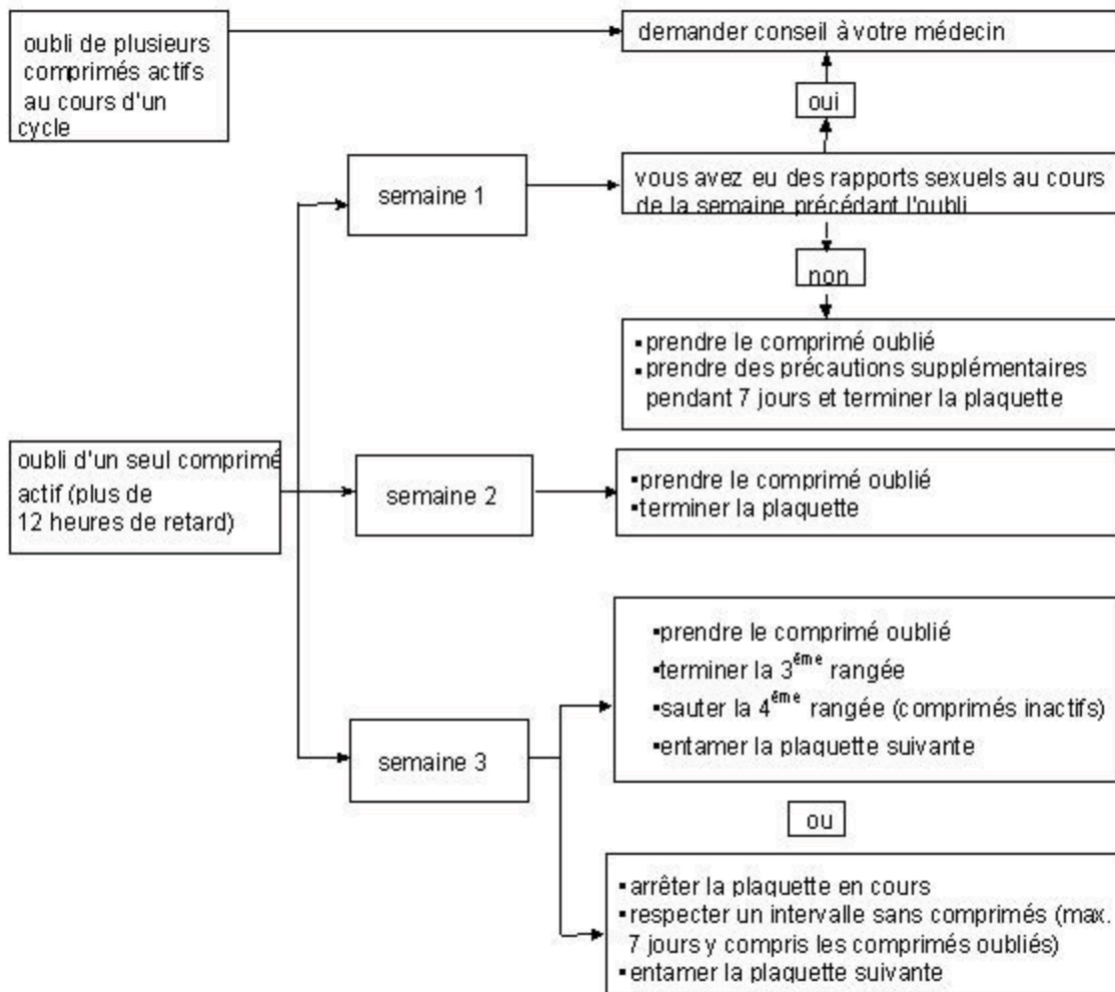 oubli de plusieurs
comprimés actifs
au cours d'un
cycle
demander conseil à votre médecin
oui
semaine 1
vous avez eu des rapports sexuels au cours
de la semaine précédant l'oubli
non
▪prendre le comprimé oublié
▪prendre des précautions supplémentaires
pendant 7 jours et terminer la plaquette
oubli d'un seul comprimé
actif (plus de
12 heures de retard)
semaine 2
▪prendre le comprimé oublié
▪terminer la plaquette
semaine 3
▪prendre le comprimé oublié
▪terminer la 3ème rangée
▪sauter la 4ème rangée (comprimés inactifs)
▪entamer la plaquette suivante
ou
▪arrêter la plaquette en cours
▪respecter un intervalle sans comprimés (max.
7 jours y compris les comprimés oubliés)
▪entamer la plaquette suivante